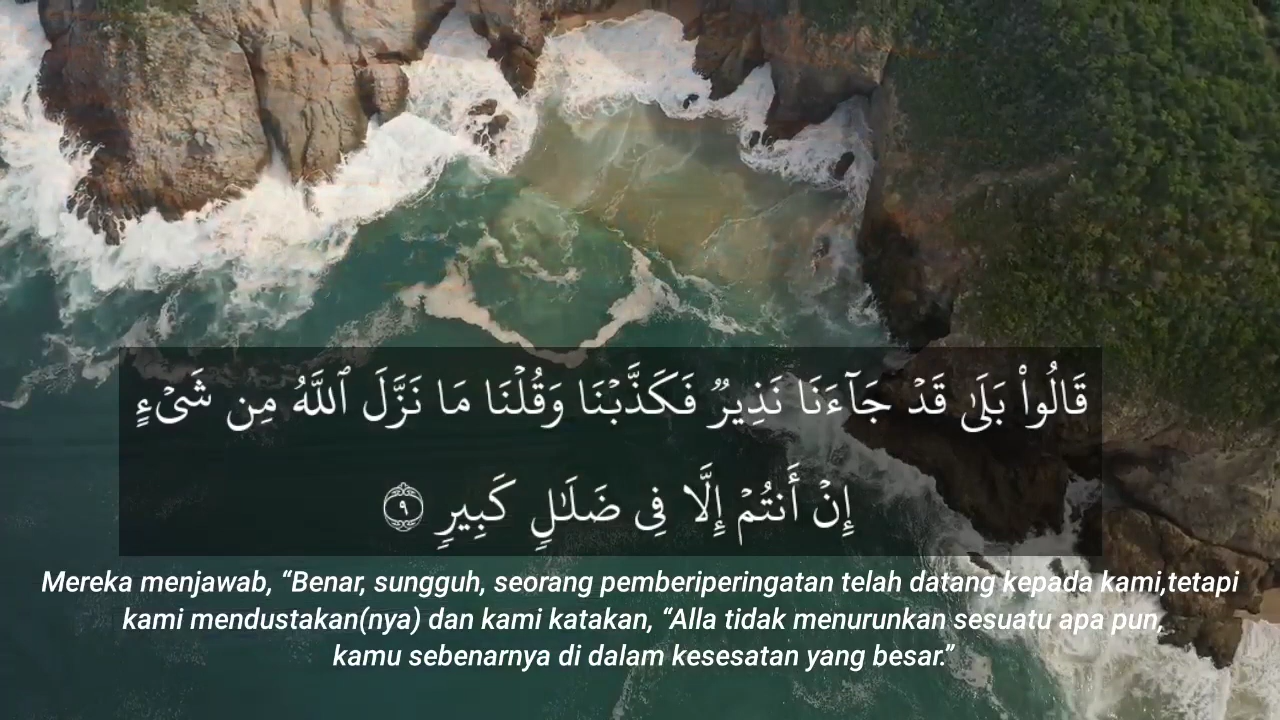 قَالُوا۟ بَلَىٰ قَدْ جَآءَنَا نَذِيرٌ فَكَذَّبْنَا وَقُلْنَا مَا نَزَّلَ ٱللَّهُ مِن شَىْءٍ
إِنْ أَنتُمْ إِلَّا فِى ضَلَـٰلٍ كَبِيرٍ ٩
Mereka menjawab, “Benar, sungguh, seorang pemberiperingatan telah datang kepada kami,tetapi
kami mendustakan(nya) dan kami katakan, “Alla tidak menurunkan sesuatu apa pun,
kamu sebenarnya di dalam kesesatan yang besar.”